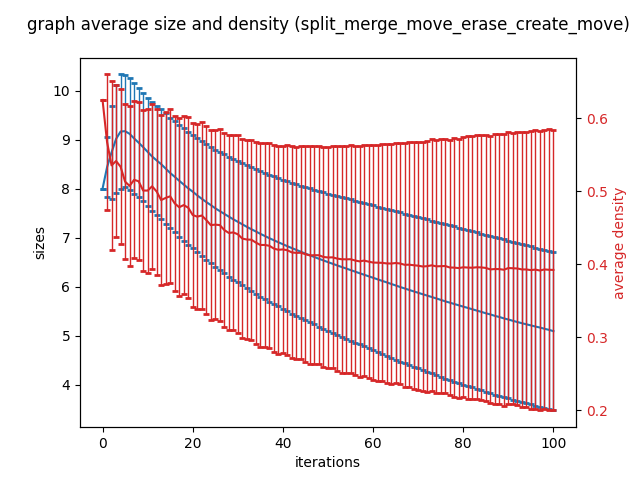 graph average size and density (split_merge_move_erase_create_move)
10
9
8
7
6
5
4
sizes
0.6
0.5
0.4
0.3
0.2
average density
0 20 40 60 80 100
iterations